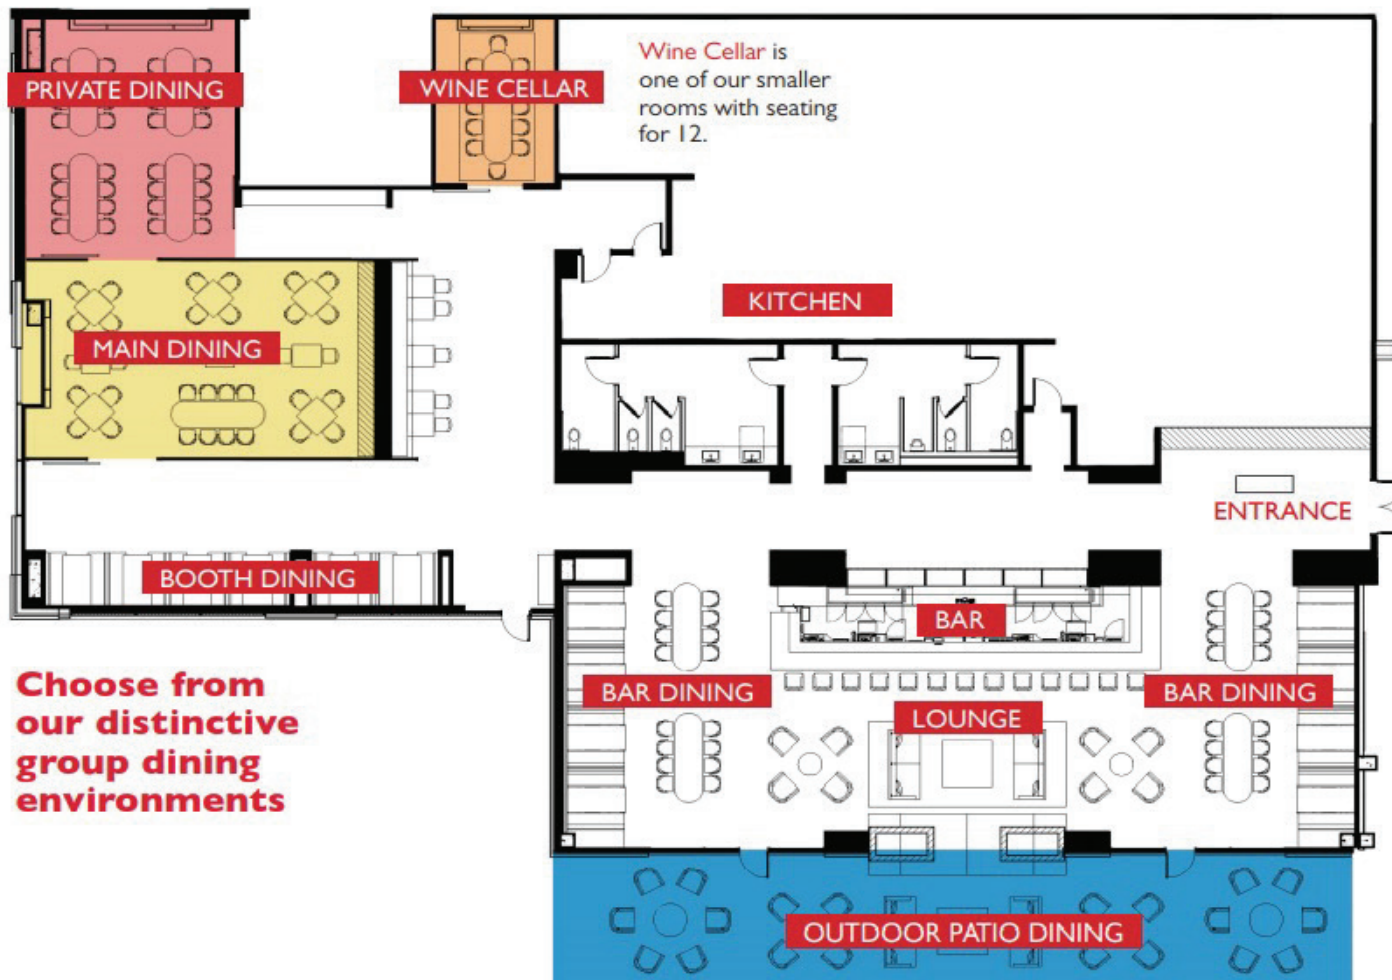 PRIVATE DINING
WINE CELLAR
Wine Cellar is
one of our smaller
rooms with seating
for 12.
KITCHEN
MAIN DINING
ENTRANCE
BOOTH DINING
BAR
BAR DINING
LOUNGE
BAR DINING
Choose from
our distinctive
group dining
environments
OUTDOOR PATIO DINING